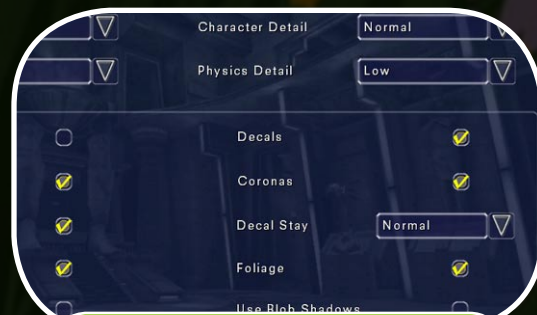 Character Detail Normal
Physics Detail Low
Decals
Coronas
Decal Stay Normal
Foliage
Use Blob Shadows